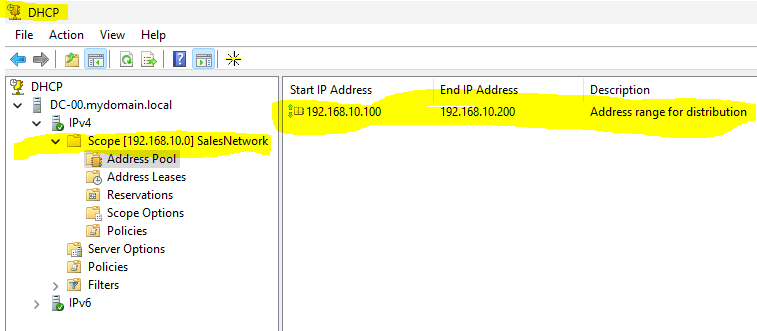 DHCP
File Action View Help
DHCP
DC-00.mydomain.local
IPv4
Scope [192.168.10.0] SalesNetwork
Address Pool
Address Leases
Reservations
Scope Options
Policies
Server Options
Policies
Filters
IPv6
Start IP Address End IP Address Description
192.168.10.100 192.168.10.200 Address range for distribution